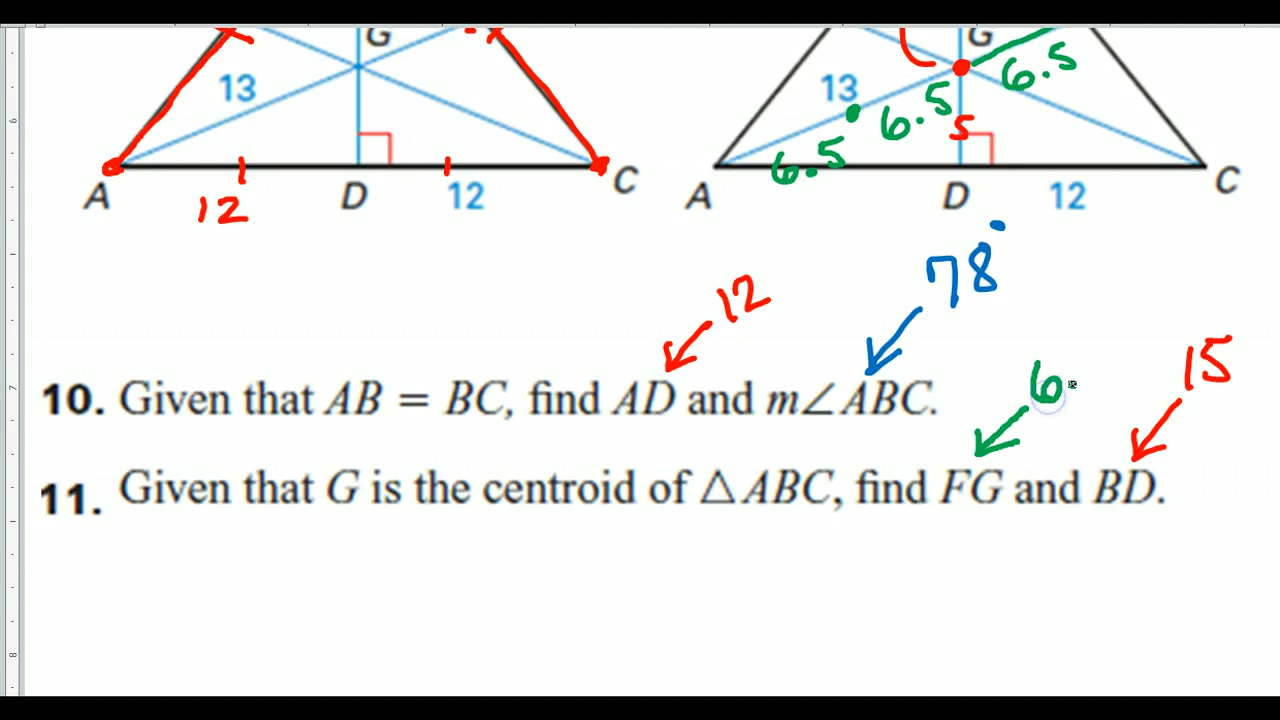 G G
13 13 6.5 6.5 6.5 5
A D C A D C
12 12 12
78
12
15
6
10. Given that AB = BC, find AD and m∠ABC.
11. Given that G is the centroid of △ABC, find FG and BD.